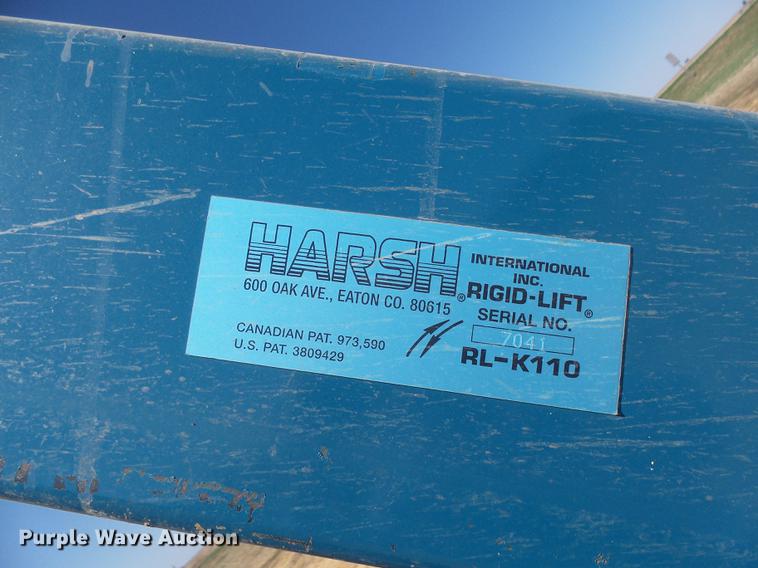 HARSH®
INTERNATIONAL
INC.
600 OAK AVE., EATON CO. 80615
RIGID-LIFT®
SERIAL NO.
7041
CANADIAN PAT. 973,590
U.S. PAT. 3809429
RL-K110
Purple Wave Auction